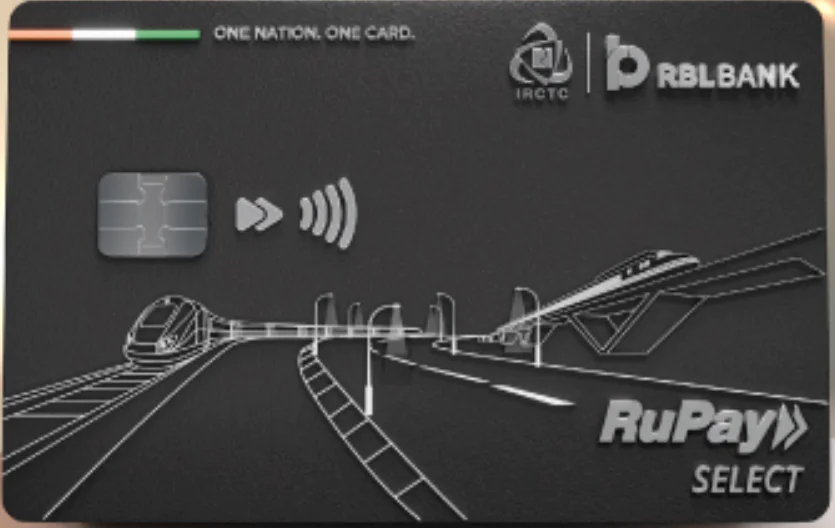 ONE NATION. ONE CARD.
IRCTC
RBLBANK
RuPay
SELECT